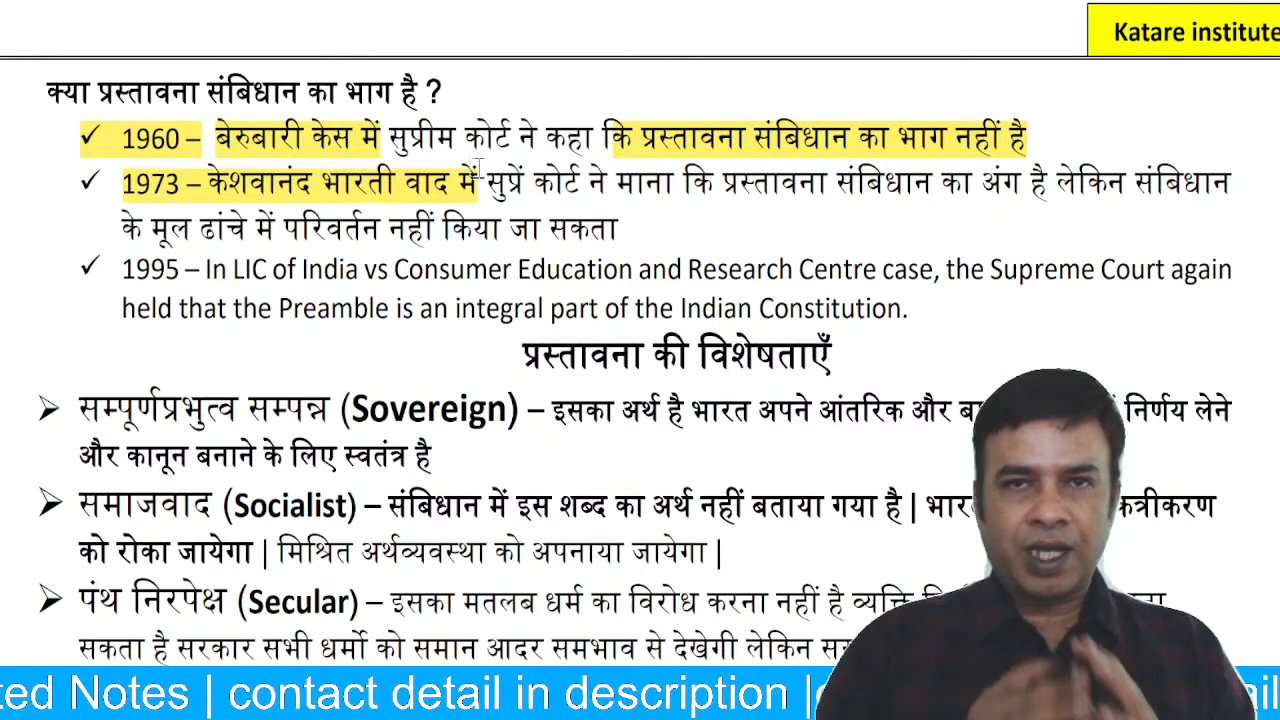 Katare institute
क्या प्रस्तावना संबिधान का भाग है ?
✓ 1960 – बेरुबारी केस में सुप्रीम कोर्ट ने कहा कि प्रस्तावना संबिधान का भाग नहीं है
✓ 1973 – केशवानंद भारती वाद में सुप्रें कोर्ट ने माना कि प्रस्तावना संबिधान का अंग है लेकिन संबिधान
के मूल ढांचे में परिवर्तन नहीं किया जा सकता
✓ 1995 – In LIC of India vs Consumer Education and Research Centre case, the Supreme Court again
held that the Preamble is an integral part of the Indian Constitution.
प्रस्तावना की विशेषताएँ
➢ सम्पूर्णप्रभुत्व सम्पन्न (Sovereign) – इसका अर्थ है भारत अपने आंतरिक और निर्णय लेने
और कानून बनाने के लिए स्वतंत्र है
➢ समाजवाद (Socialist) – संबिधान में इस शब्द का अर्थ नहीं बताया गया है |
को रोका जायेगा | मिश्रित अर्थव्यवस्था को अपनाया जायेगा |
➢ पंथ निरपेक्ष (Secular) – इसका मतलब धर्म का विरोध करना नहीं है व्यक्ति
सकता है सरकार सभी धर्मो को समान आदर समभाव से देखेगी लेकिन
ted Notes | contact detail in description |